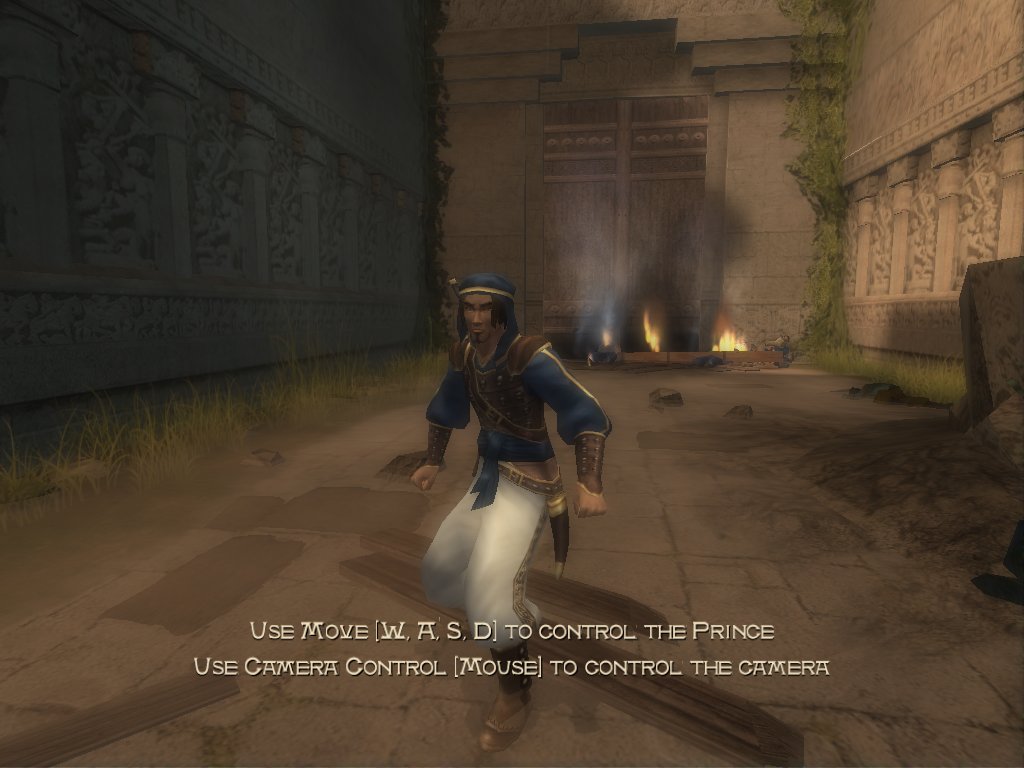 Use Move [W, A, S, D] to control the Prince
Use Camera Control [Mouse] to control the camera